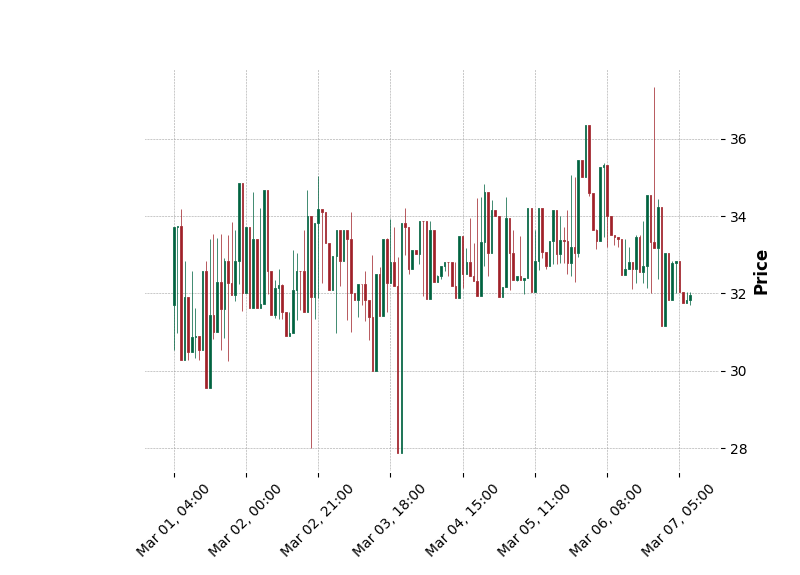 36
34
32
30
28
Price
Mar 01, 04:00
Mar 02, 00:00
Mar 02, 21:00
Mar 03, 18:00
Mar 04, 15:00
Mar 05, 11:00
Mar 06, 08:00
Mar 07, 05:00